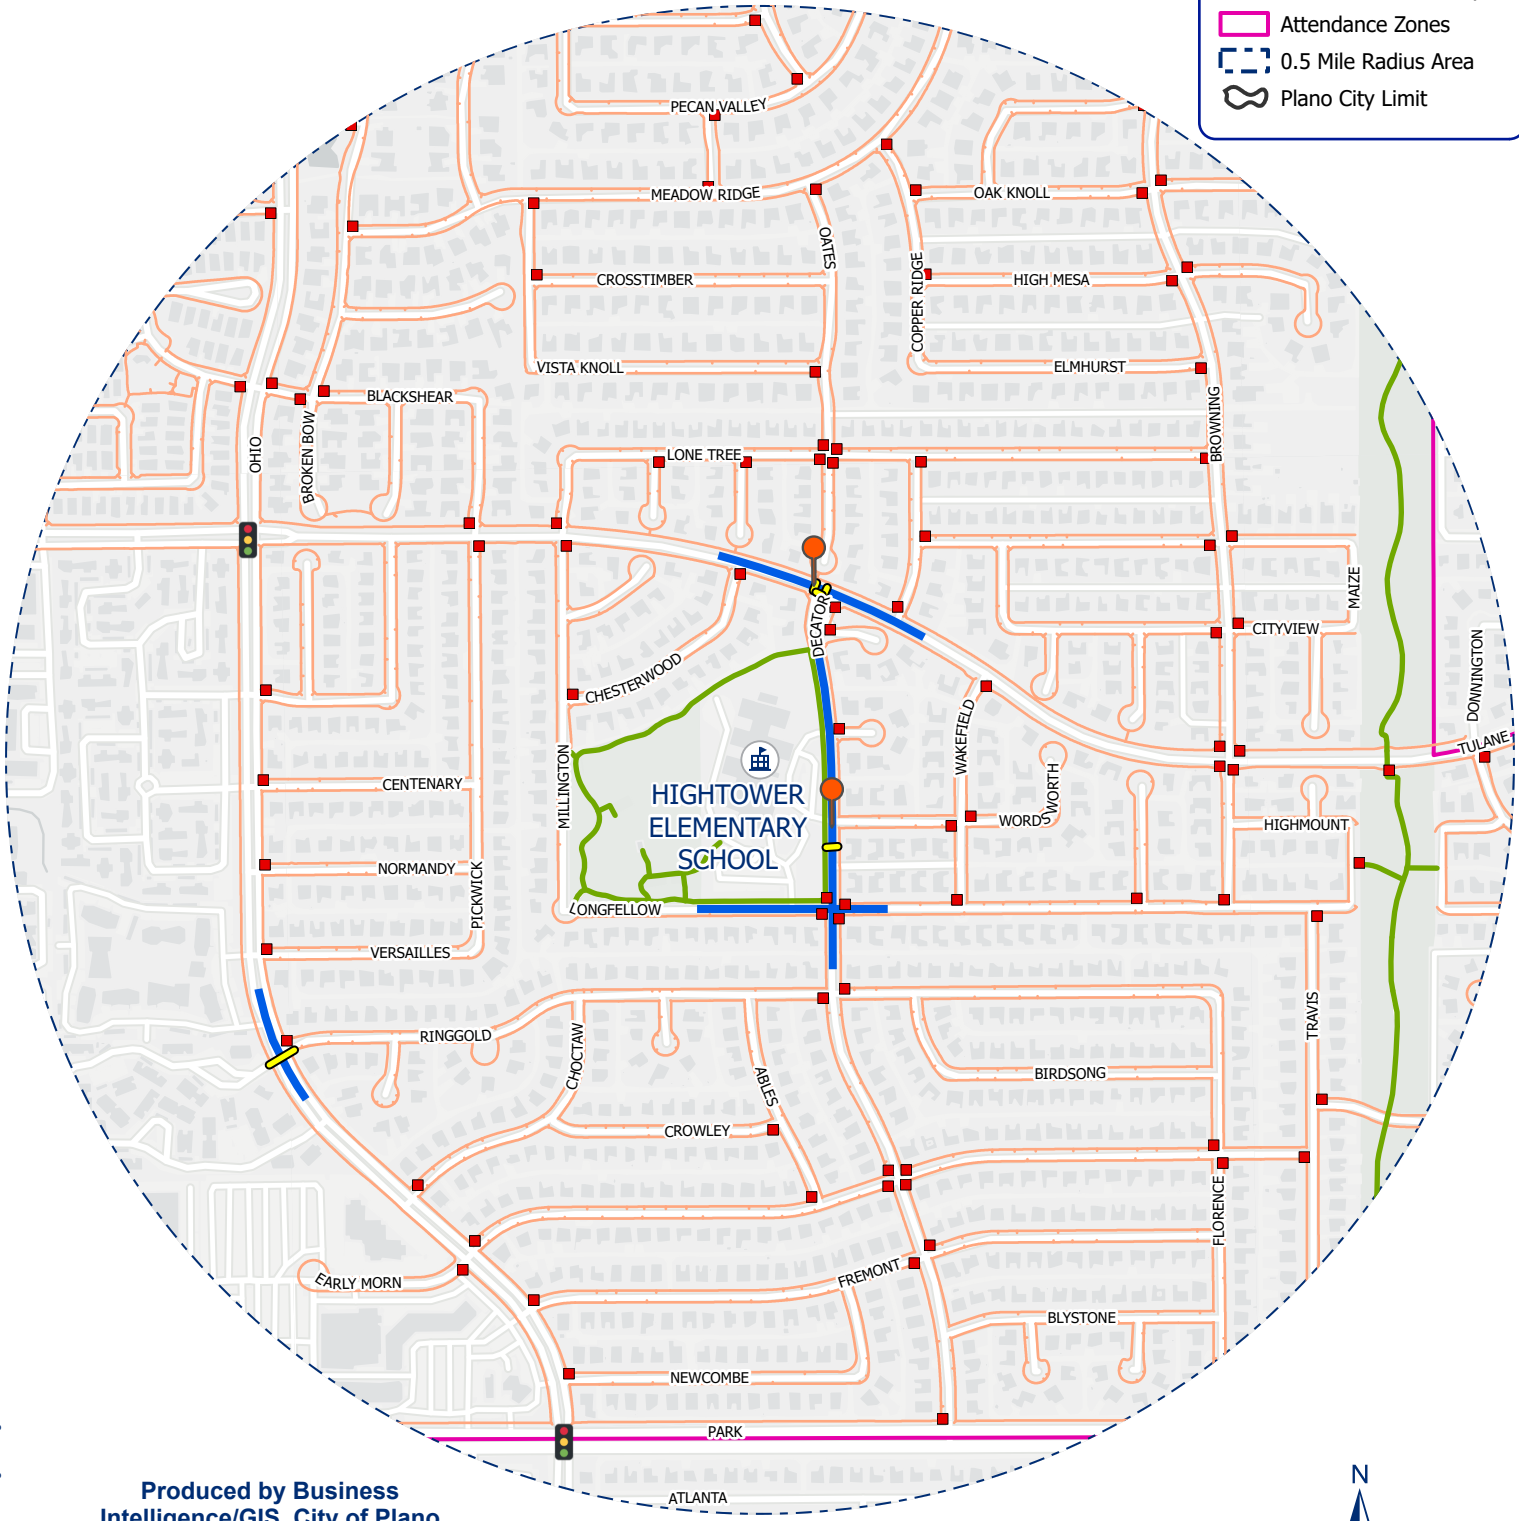 Attendance Zones
0.5 Mile Radius Area
Plano City Limit
PECAN VALLEY
MEADOW RIDGE
OAK KNOLL
OATES
COPPER RIDGE
CROSSTIMBER
HIGH MESA
VISTA KNOLL
ELMHURST
BLACKSHEAR
BROWNING
BROKEN BOW
OHIO
LONE TREE
MAIZE
DECATOR
CITYVIEW
CHESTERWOOD
DONNINGTON
WAKEFIELD
TULANE
MILLINGTON
CENTENARY
HIGHTOWER
ELEMENTARY
SCHOOL
WORDSWORTH
HIGHMOUNT
NORMANDY
PICKWICK
LONGFELLOW
VERSAILLES
TRAVIS
RINGGOLD
CHOCTAW
ABLES
BIRDSONG
CROWLEY
FLORENCE
EARLY MORN
FREMONT
BLYSTONE
NEWCOMBE
PARK
ATLANTA
Produced by Business
Intelligence/GIS, City of Plano
N